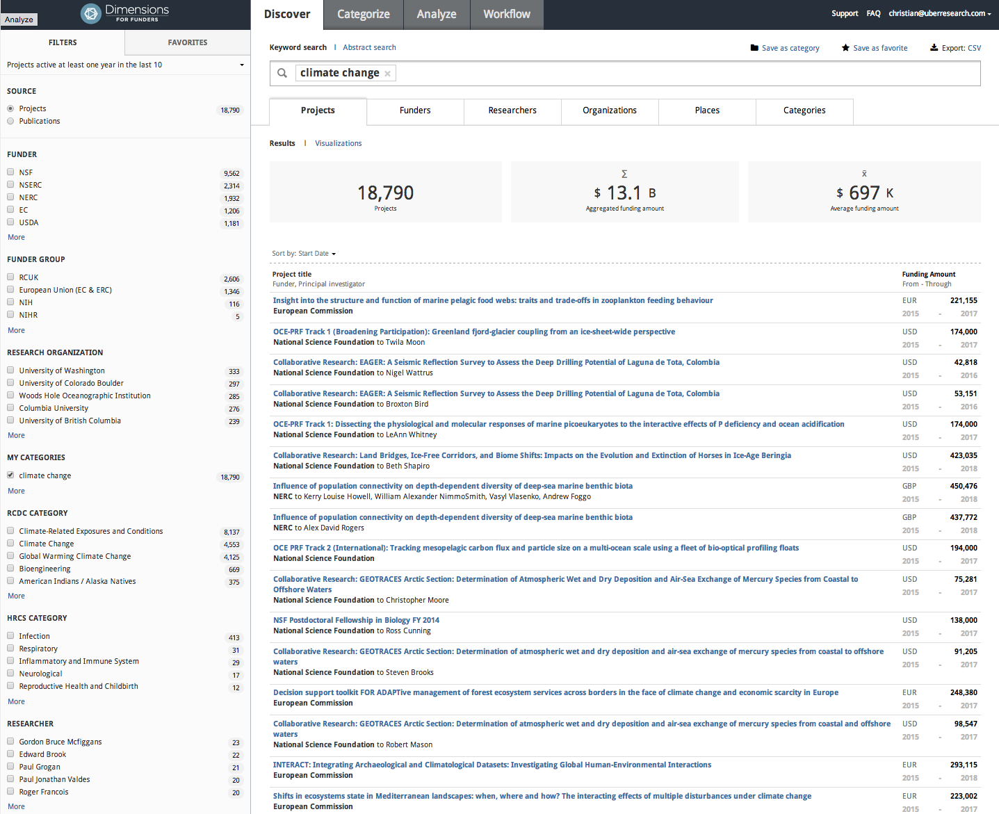 Analyze
Dimensions
FOR FUNDERS
Discover
Categorize
Analyze
Workflow
Support FAQ christian@uberresearch.com
FILTERS
FAVORITES
Projects active at least one year in the last 10
SOURCE
Projects 18,790
Publications
FUNDER
NSF 9,562
NSERC 2,314
NERC 1,932
EC 1,206
USDA 1,181
More
FUNDER GROUP
RCUK 2,606
European Union (EC & ERC) 1,346
NIH 116
NIHR 5
More
RESEARCH ORGANIZATION
University of Washington 333
University of Colorado Boulder 297
Woods Hole Oceanographic Institution 285
Columbia University 276
University of British Columbia 239
More
MY CATEGORIES
climate change 18,790
More
RCDC CATEGORY
Climate-Related Exposures and Conditions 8,137
Climate Change 4,553
Global Warming Climate Change 4,125
Bioengineering 669
American Indians / Alaska Natives 375
More
HRCS CATEGORY
Infection 413
Respiratory 31
Inflammatory and Immune System 29
Neurological 17
Reproductive Health and Childbirth 12
More
RESEARCHER
Gordon Bruce Mcfiggans 23
Edward Brook 22
Paul Grogan 21
Paul Jonathan Valdes 20
Roger Francois 20
More
Keyword search | Abstract search
Save as category
Save as favorite
Export: CSV
climate change ×
Projects
Funders
Researchers
Organizations
Places
Categories
Results | Visualizations
18,790
Projects
Σ
$ 13.1 B
Aggregated funding amount
x̄
$ 697 K
Average funding amount
Sort by: Start Date
Project title Funding Amount
Funder, Principal investigator From - Through
Insight into the structure and function of marine pelagic food webs: traits and trade-offs in zooplankton feeding behaviour EUR 221,155
European Commission 2015 - 2017
OCE-PRF Track 1 (Broadening Participation): Greenland fjord-glacier coupling from an ice-sheet-wide perspective USD 174,000
National Science Foundation to Twila Moon 2015 - 2017
Collaborative Research: EAGER: A Seismic Reflection Survey to Assess the Deep Drilling Potential of Laguna de Tota, Colombia USD 42,818
National Science Foundation to Nigel Wattrus 2015 - 2016
Collaborative Research: EAGER: A Seismic Reflection Survey to Assess the Deep Drilling Potential of Laguna de Tota, Colombia USD 53,151
National Science Foundation to Broxton Bird 2015 - 2016
OCE-PRF Track 1: Dissecting the physiological and molecular responses of marine picoeukaryotes to the interactive effects of P deficiency and ocean acidification USD 174,000
National Science Foundation to LeAnn Whitney 2015 - 2017
Collaborative Research: Land Bridges, Ice-Free Corridors, and Biome Shifts: Impacts on the Evolution and Extinction of Horses in Ice-Age Beringia USD 423,035
National Science Foundation to Beth Shapiro 2015 - 2018
Influence of population connectivity on depth-dependent diversity of deep-sea marine benthic biota GBP 450,476
NERC to Kerry Louise Howell, William Alexander NimmoSmith, Vasyl Vlasenko, Andrew Foggo 2015 - 2018
Influence of population connectivity on depth-dependent diversity of deep-sea marine benthic biota GBP 437,772
NERC to Alex David Rogers 2015 - 2018
OCE PRF Track 2 (International): Tracking mesopelagic carbon flux and particle size on a multi-ocean scale using a fleet of bio-optical profiling floats USD 194,000
National Science Foundation 2015 - 2017
Collaborative Research: GEOTRACES Arctic Section: Determination of Atmospheric Wet and Dry Deposition and Air-Sea Exchange of Mercury Species from Coastal to USD 75,281
Offshore Waters 2015 - 2017
National Science Foundation to Christopher Moore
NSF Postdoctoral Fellowship in Biology FY 2014 USD 138,000
National Science Foundation to Ross Cunning 2015 - 2017
Collaborative Research: GEOTRACES Arctic Section: Determination of atmospheric wet and dry deposition and air-sea exchange of mercury species from coastal to offshore USD 91,205
waters 2015 - 2017
National Science Foundation to Steven Brooks
Decision support toolkit FOR ADAPTive management of forest ecosystem services across borders in the face of climate change and economic scarcity in Europe EUR 248,380
European Commission 2015 - 2017
Collaborative Research: GEOTRACES Arctic Section: Determination of atmospheric wet and dry deposition and air-sea exchange of mercury species from coastal and offshore USD 98,547
waters 2015 - 2017
National Science Foundation to Robert Mason
INTERACT: Integrating Archaeological and Climatological Datasets: Investigating Global Human-Environmental Interactions EUR 293,115
European Commission 2015 - 2018
Shifts in ecosystems state in Mediterranean landscapes: when, where and how? The interacting effects of multiple disturbances under climate change EUR 223,002
European Commission 2015 - 2017